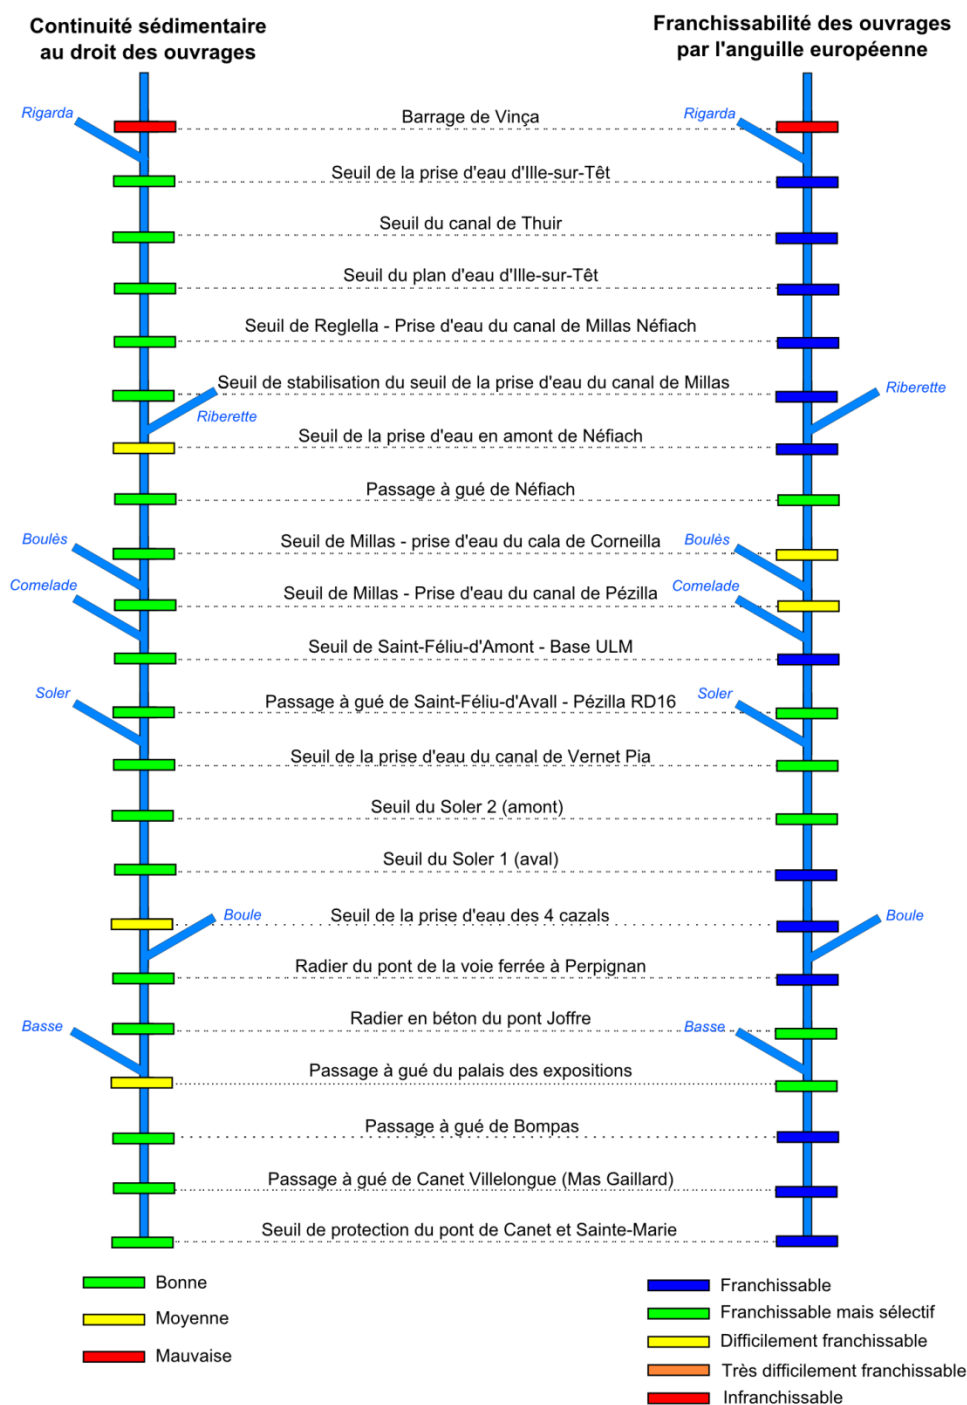 Continuité sédimentaire
au droit des ouvrages
Franchissabilité des ouvrages
par l'anguille européenne
Rigarda
Barrage de Vinça
Rigarda
Seuil de la prise d'eau d'Ille-sur-Têt
Seuil du canal de Thuir
Seuil du plan d'eau d'Ille-sur-Têt
Seuil de Reglella - Prise d'eau du canal de Millas Néfiach
Seuil de stabilisation du seuil de la prise d'eau du canal de Millas
Riberette
Riberette
Seuil de la prise d'eau en amont de Néfiach
Passage à gué de Néfiach
Boulès
Seuil de Millas - prise d'eau du cala de Corneilla
Boulès
Comelade
Seuil de Millas - Prise d'eau du canal de Pézilla
Comelade
Seuil de Saint-Féliu-d'Amont - Base ULM
Soler
Passage à gué de Saint-Féliu-d'Avall - Pézilla RD16
Soler
Seuil de la prise d'eau du canal de Vernet Pia
Seuil du Soler 2 (amont)
Seuil du Soler 1 (aval)
Boule
Seuil de la prise d'eau des 4 cazals
Boule
Radier du pont de la voie ferrée à Perpignan
Radier en béton du pont Joffre
Basse
Basse
Passage à gué du palais des expositions
Passage à gué de Bompas
Passage à gué de Canet Villelongue (Mas Gaillard)
Seuil de protection du pont de Canet et Sainte-Marie
Bonne
Moyenne
Mauvaise
Franchissable
Franchissable mais sélectif
Difficilement franchissable
Très difficilement franchissable
Infranchissable